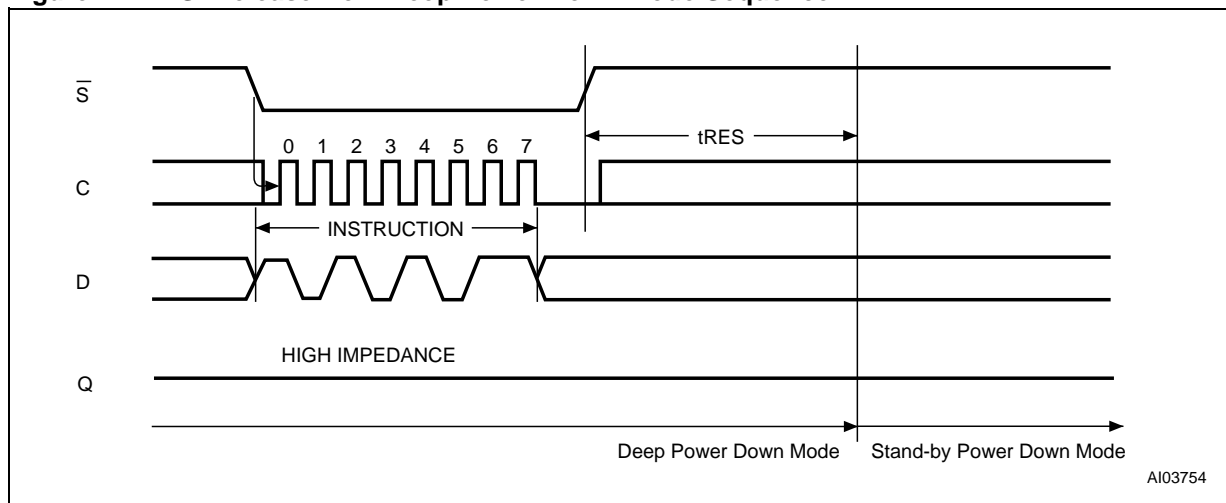 S
tRES
0 1 2 3 4 5 6 7
C
INSTRUCTION
D
HIGH IMPEDANCE
Q
Deep Power Down Mode Stand-by Power Down Mode
AI03754